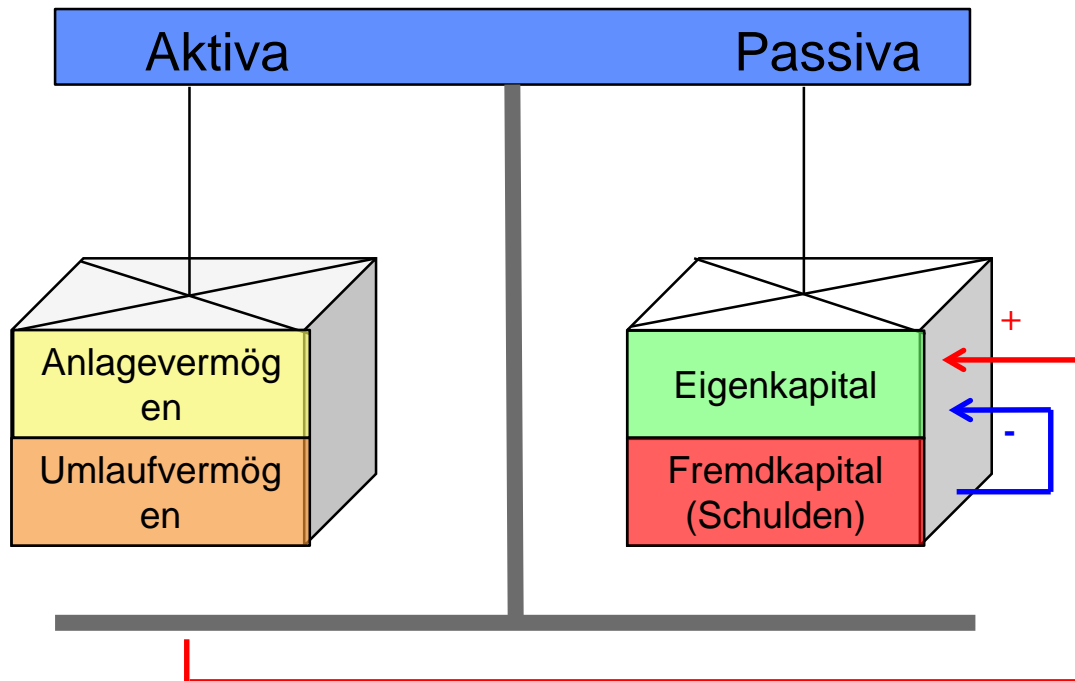 Aktiva
Passiva
Anlagevermög
en
Umlaufvermög
en
+
Eigenkapital
-
Fremdkapital
(Schulden)